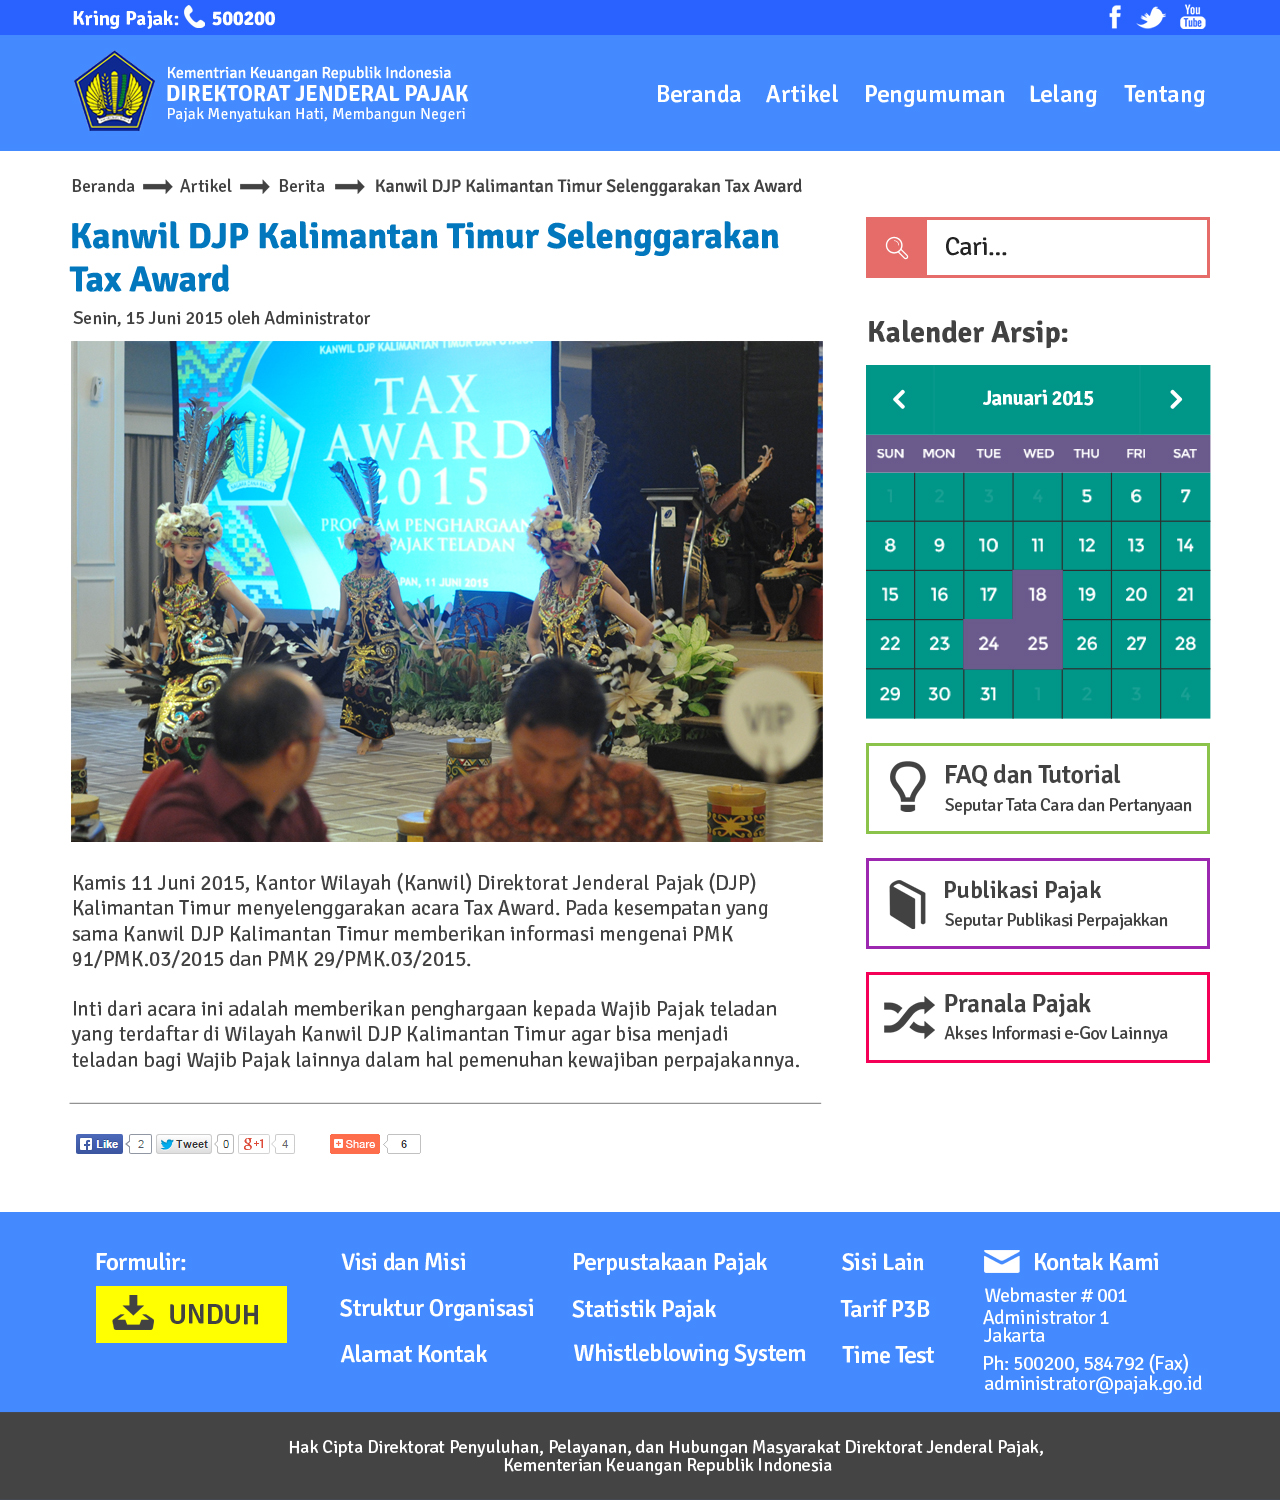 Kring Pajak: 500200
You
Tube
Kementrian Keuangan Republik Indonesia
DIREKTORAT JENDERAL PAJAK
Pajak Menyatukan Hati, Membangun Negeri
Beranda Artikel Pengumuman Lelang Tentang
Beranda Artikel Berita Kanwil DJP Kalimantan Timur Selenggarakan Tax Award
Kanwil DJP Kalimantan Timur Selenggarakan
Tax Award
Senin, 15 Juni 2015 oleh Administrator
KANWIL DJP KALIMANTAN TIMUR DAN UTARA
TAX
AWARD
2015
PROGRAM PENGHARGAAN
PAJAK TELADAN
PAPAN, 11 JUNI 2015
VIP
Kamis 11 Juni 2015, Kantor Wilayah (Kanwil) Direktorat Jenderal Pajak (DJP)
Kalimantan Timur menyelenggarakan acara Tax Award. Pada kesempatan yang
sama Kanwil DJP Kalimantan Timur memberikan informasi mengenai PMK
91/PMK.03/2015 dan PMK 29/PMK.03/2015.
Inti dari acara ini adalah memberikan penghargaan kepada Wajib Pajak teladan
yang terdaftar di Wilayah Kanwil DJP Kalimantan Timur agar bisa menjadi
teladan bagi Wajib Pajak lainnya dalam hal pemenuhan kewajiban perpajakannya.
Like 2 Tweet 0 g+1 4 Share 6
Cari...
Kalender Arsip:
Januari 2015
SUN MON TUE WED THU FRI SAT
1 2 3 4 5 6 7
8 9 10 11 12 13 14
15 16 17 18 19 20 21
22 23 24 25 26 27 28
29 30 31 1 2 3 4
FAQ dan Tutorial
Seputar Tata Cara dan Pertanyaan
Publikasi Pajak
Seputar Publikasi Perpajakkan
Pranala Pajak
Akses Informasi e-Gov Lainnya
Formulir:
UNDUH
Visi dan Misi
Struktur Organisasi
Alamat Kontak
Perpustakaan Pajak
Statistik Pajak
Whistleblowing System
Sisi Lain
Tarif P3B
Time Test
Kontak Kami
Webmaster # 001
Administrator 1
Jakarta
Ph: 500200, 584792 (Fax)
administrator@pajak.go.id
Hak Cipta Direktorat Penyuluhan, Pelayanan, dan Hubungan Masyarakat Direktorat Jenderal Pajak,
Kementerian Keuangan Republik Indonesia